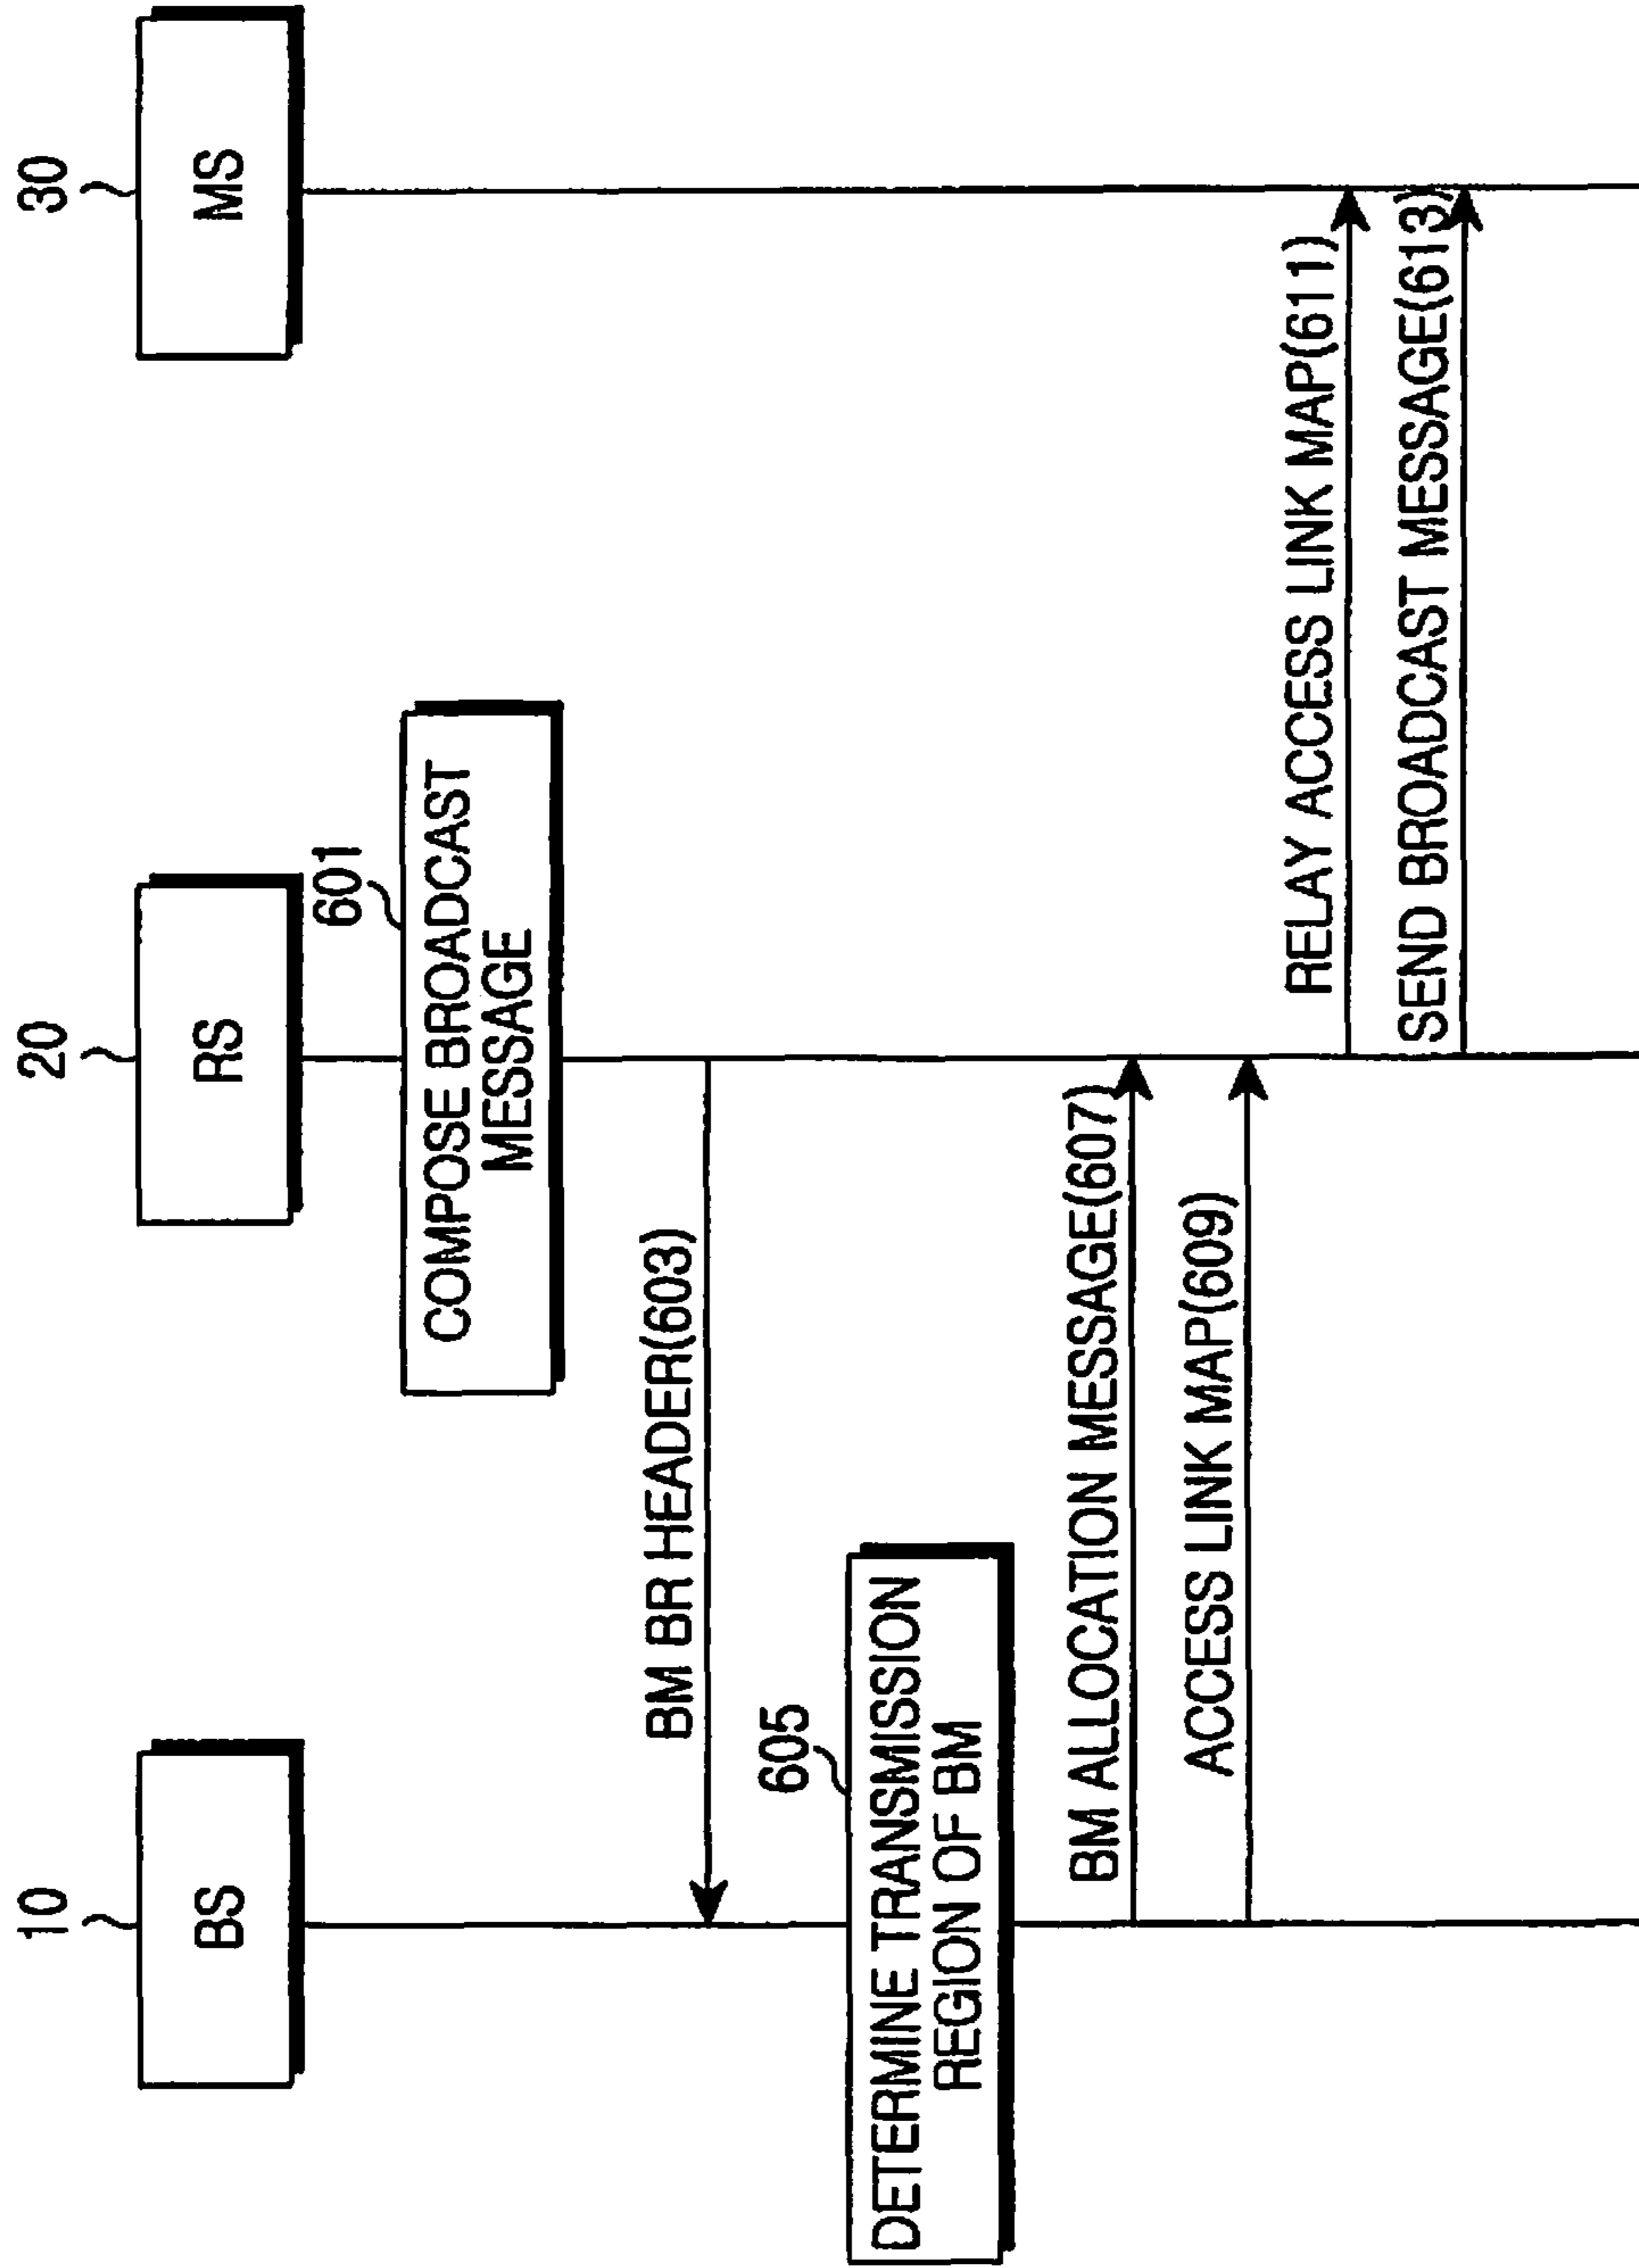 10
20
30
BS
RS
MS
601
COMPOSE BROADCAST
MESSAGE
BM BR HEADER(603)
605
DETERMINE TRANSMISSION
REGION OF BM
BM ALLOCATION MESSAGE(607)
ACCESS LINK MAP(609)
RELAY ACCESS LINK MAP(611)
SEND BROADCAST MESSAGE(613)